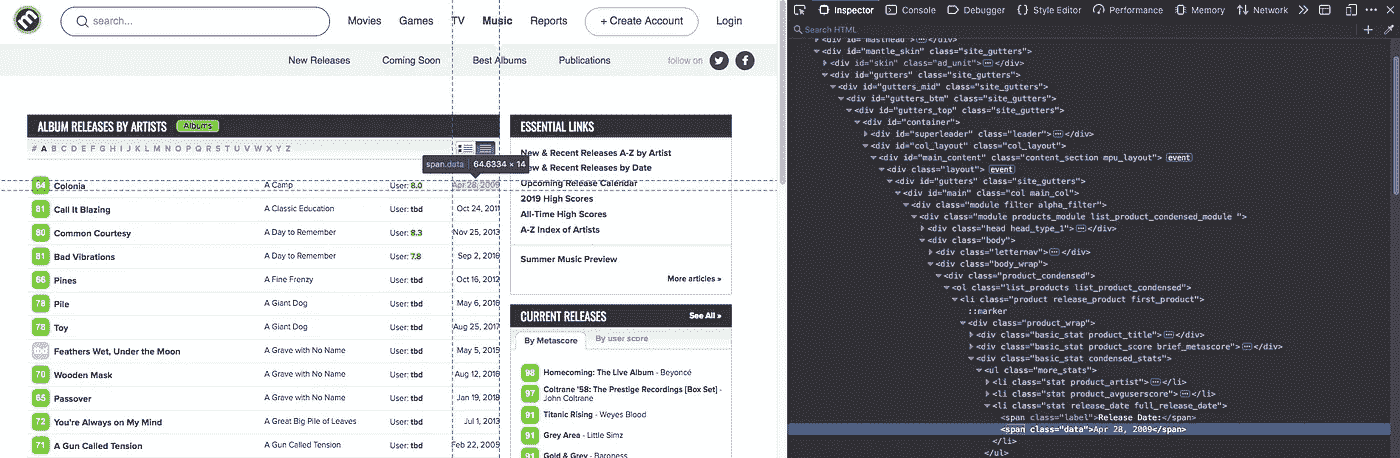 search...
Movies Games TV Music Reports + Create Account Login
New Releases Coming Soon Best Albums Publications follow on
ALBUM RELEASES BY ARTISTS Albums
# A B C D E F G H I J K L M N O P Q R S T U V W X Y Z
span.data 64.6334 × 14
64 Colonia A Camp User: 8.0 Apr 28, 2009
81 Call It Blazing A Classic Education User: tbd Oct 24, 2011
80 Common Courtesy A Day to Remember User: 8.3 Nov 25, 2013
81 Bad Vibrations A Day to Remember User: 7.8 Sep 2, 2016
66 Pines A Fine Frenzy User: tbd Oct 16, 2012
78 Pile A Giant Dog User: tbd May 6, 2016
78 Toy A Giant Dog User: tbd Aug 25, 2017
Feathers Wet, Under the Moon A Grave with No Name User: tbd May 5, 2015
70 Wooden Mask A Grave with No Name User: tbd Aug 12, 2016
65 Passover A Grave with No Name User: tbd Jan 19, 2018
72 You're Always on My Mind A Great Big Pile of Leaves User: tbd Jul 1, 2013
71 A Gun Called Tension A Gun Called Tension User: tbd Feb 22, 2005
ESSENTIAL LINKS
New & Recent Releases A-Z by Artist
New & Recent Releases by Date
Upcoming Release Calendar
2019 High Scores
All-Time High Scores
A-Z Index of Artists
Summer Music Preview
More articles »
CURRENT RELEASES See All »
By Metascore By user score
98 Homecoming: The Live Album - Beyoncé
97 Coltrane '58: The Prestige Recordings [Box Set] -
John Coltrane
91 Titanic Rising - Weyes Blood
91 Grey Area - Little Simz
91 Gold & Grey - Baroness
Inspector Console Debugger Style Editor Performance Memory Network
Search HTML
<div id="masthead"></div>
<div id="mantle_skin" class="site_gutters">
<div id="skin" class="ad_unit"></div>
<div id="gutters" class="site_gutters">
<div id="gutters_mid" class="site_gutters">
<div id="gutters_btm" class="site_gutters">
<div id="gutters_top" class="site_gutters">
<div id="container">
<div id="superleader" class="leader"></div>
<div id="col_layout" class="col_layout">
<div id="main_content" class="content_section mpu_layout"> event
<div class="layout"> event
<div id="gutters" class="site_gutters">
<div id="main" class="col main_col">
<div class="module filter alpha_filter">
<div class="module products_module list_product_condensed_module ">
<div class="head head_type_1"></div>
<div class="body">
<div class="letternav"></div>
<div class="body_wrap">
<div class="product_condensed">
<ol class="list_products list_product_condensed">
<li class="product release_product first_product">
::marker
<div class="product_wrap">
<div class="basic_stat product_title"></div>
<div class="basic_stat product_score brief_metascore"></div>
<div class="basic_stat condensed_stats">
<ul class="more_stats">
<li class="stat product_artist"></li>
<li class="stat product_avguserscore"></li>
<li class="stat release_date full_release_date">
<span class="label">Release Date:</span>
<span class="data">Apr 28, 2009</span>
</li>
</ul>